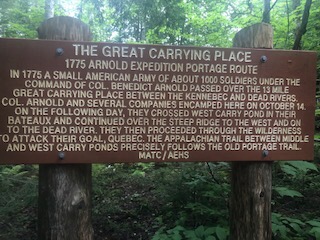 THE GREAT CARRYING PLACE
1775 ARNOLD EXPEDITION PORTAGE ROUTE
IN 1775 A SMALL AMERICAN ARMY OF ABOUT 1000 SOLDIERS UNDER THE
COMMAND OF COL. BENEDICT ARNOLD PASSED OVER THE 13 MILE
GREAT CARRYING PLACE BETWEEN THE KENNEBEC AND DEAD RIVERS.
COL. ARNOLD AND SEVERAL COMPANIES ENCAMPED HERE ON OCTOBER 14.
ON THE FOLLOWING DAY, THEY CROSSED WEST CARRY POND IN THEIR
BATEAUX AND CONTINUED OVER THE STEEP RIDGE TO THE WEST AND ON
TO THE DEAD RIVER. THEY THEN PROCEEDED THROUGH THE WILDERNESS
TO ATTACK THEIR GOAL, QUEBEC. THE APPALACHIAN TRAIL BETWEEN MIDDLE
AND WEST CARRY PONDS PRECISELY FOLLOWS THE OLD PORTAGE TRAIL.
MATC/AEHS